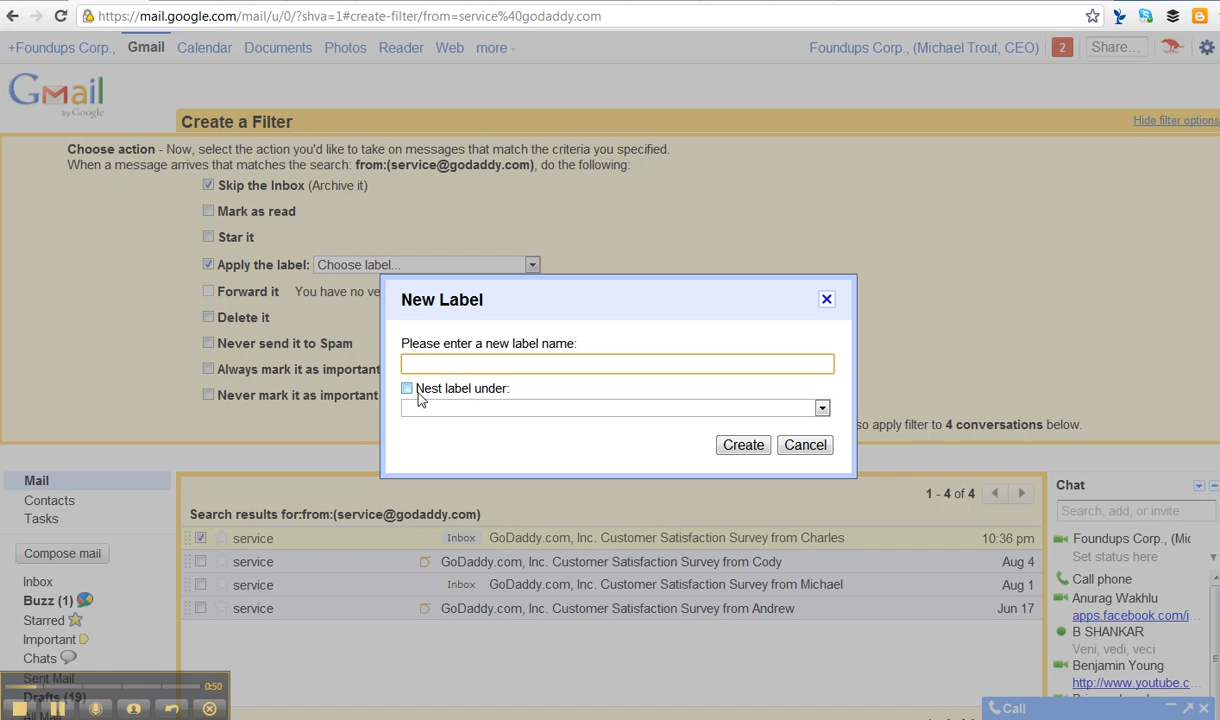 https://mail.google.com/mail/u/0/?shva=1#create-filter/from=service%40godaddy.com
+Foundups Corp., Gmail Calendar Documents Photos Reader Web more
Foundups Corp., (Michael Trout, CEO) 2 Share...
Gmail
by Google
Create a Filter
Hide filter options
Choose action - Now, select the action you'd like to take on messages that match the criteria you specified.
When a message arrives that matches the search: from:(service@godaddy.com), do the following:
Skip the Inbox (Archive it)
Mark as read
Star it
Apply the label: Choose label...
Forward it You have no ve
Delete it
Never send it to Spam
Always mark it as important
Never mark it as important
New Label
Please enter a new label name:
Nest label under:
Create Cancel
so apply filter to 4 conversations below.
Mail
Contacts
Tasks
Compose mail
Inbox
Buzz (1)
Starred
Important
Chats
Sent Mail
Drafts (19)
All Mail
0:50
1 - 4 of 4
Search results for:from:(service@godaddy.com)
service Inbox GoDaddy.com, Inc. Customer Satisfaction Survey from Charles 10:36 pm
service GoDaddy.com, Inc. Customer Satisfaction Survey from Cody Aug 4
service Inbox GoDaddy.com, Inc. Customer Satisfaction Survey from Michael Aug 1
service GoDaddy.com, Inc. Customer Satisfaction Survey from Andrew Jun 17
Chat
Search, add, or invite
Foundups Corp., (Mic
Set status here
Call phone
Anurag Wakhlu
apps.facebook.com/i...
B SHANKAR
Veni, vedi, veci
Benjamin Young
http://www.youtube.c...
Call